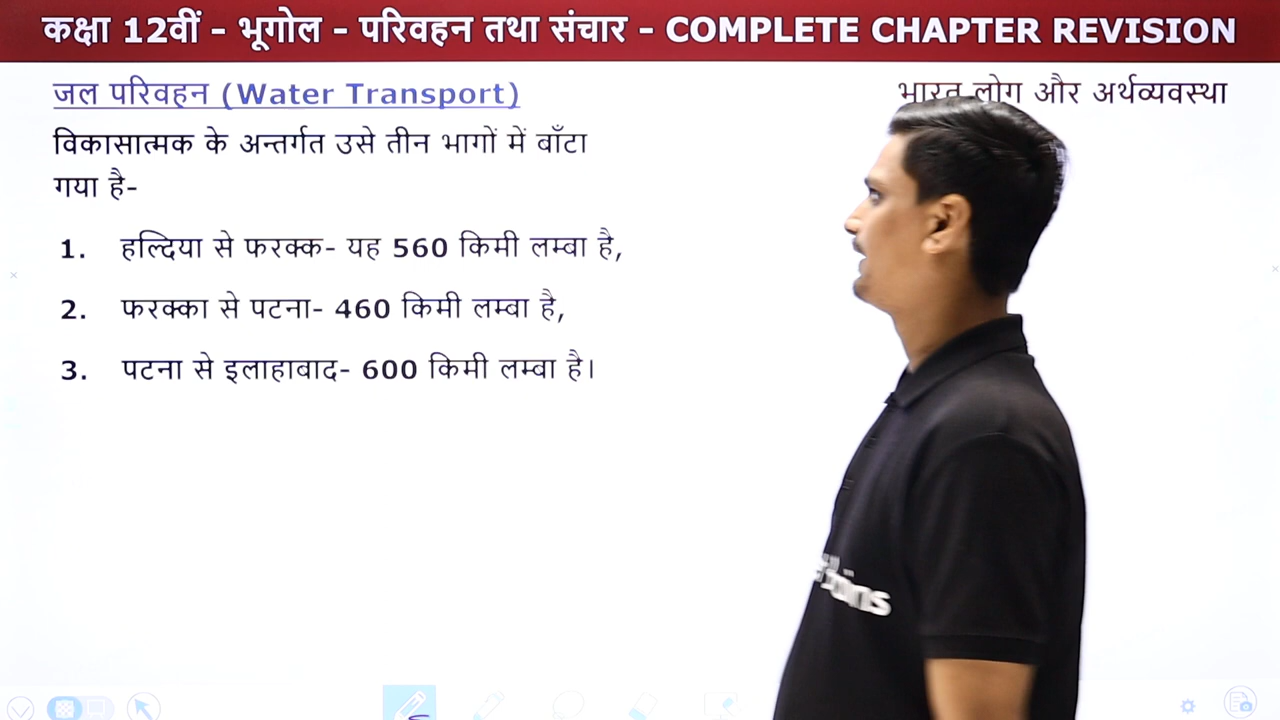 कक्षा 12वीं - भूगोल - परिवहन तथा संचार - COMPLETE CHAPTER REVISION
जल परिवहन (Water Transport)
भारत लोग और अर्थव्यवस्था
विकासात्मक के अन्तर्गत उसे तीन भागों में बाँटा
गया है-
1. हल्दिया से फरक्क- यह 560 किमी लम्बा है,
2. फरक्का से पटना- 460 किमी लम्बा है,
3. पटना से इलाहाबाद- 600 किमी लम्बा है।